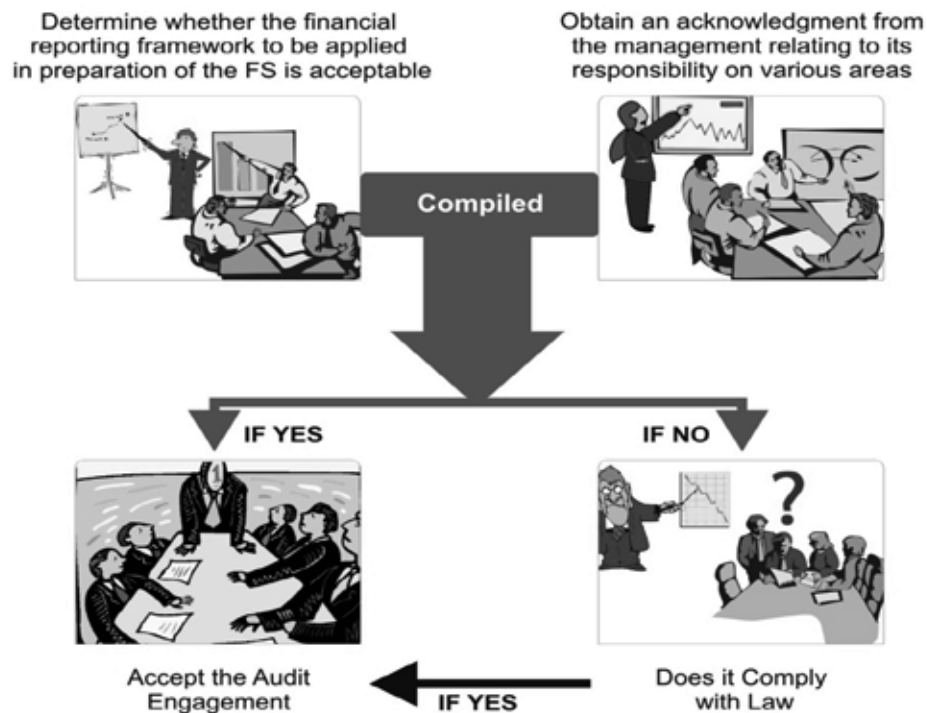 Determine whether the financial
reporting framework to be applied
in preparation of the FS is acceptable
Obtain an acknowledgment from
the management relating to its
responsibility on various areas
Compiled
IF YES
IF NO
Accept the Audit
Engagement
IF YES
Does it Comply
with Law